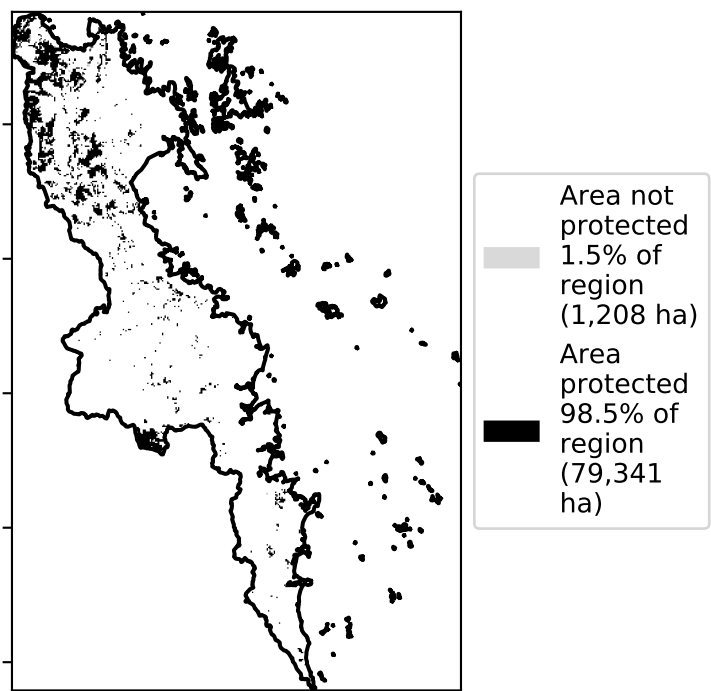 Area not
protected
1.5% of
region
(1,208 ha)
Area
protected
98.5% of
region
(79,341
ha)